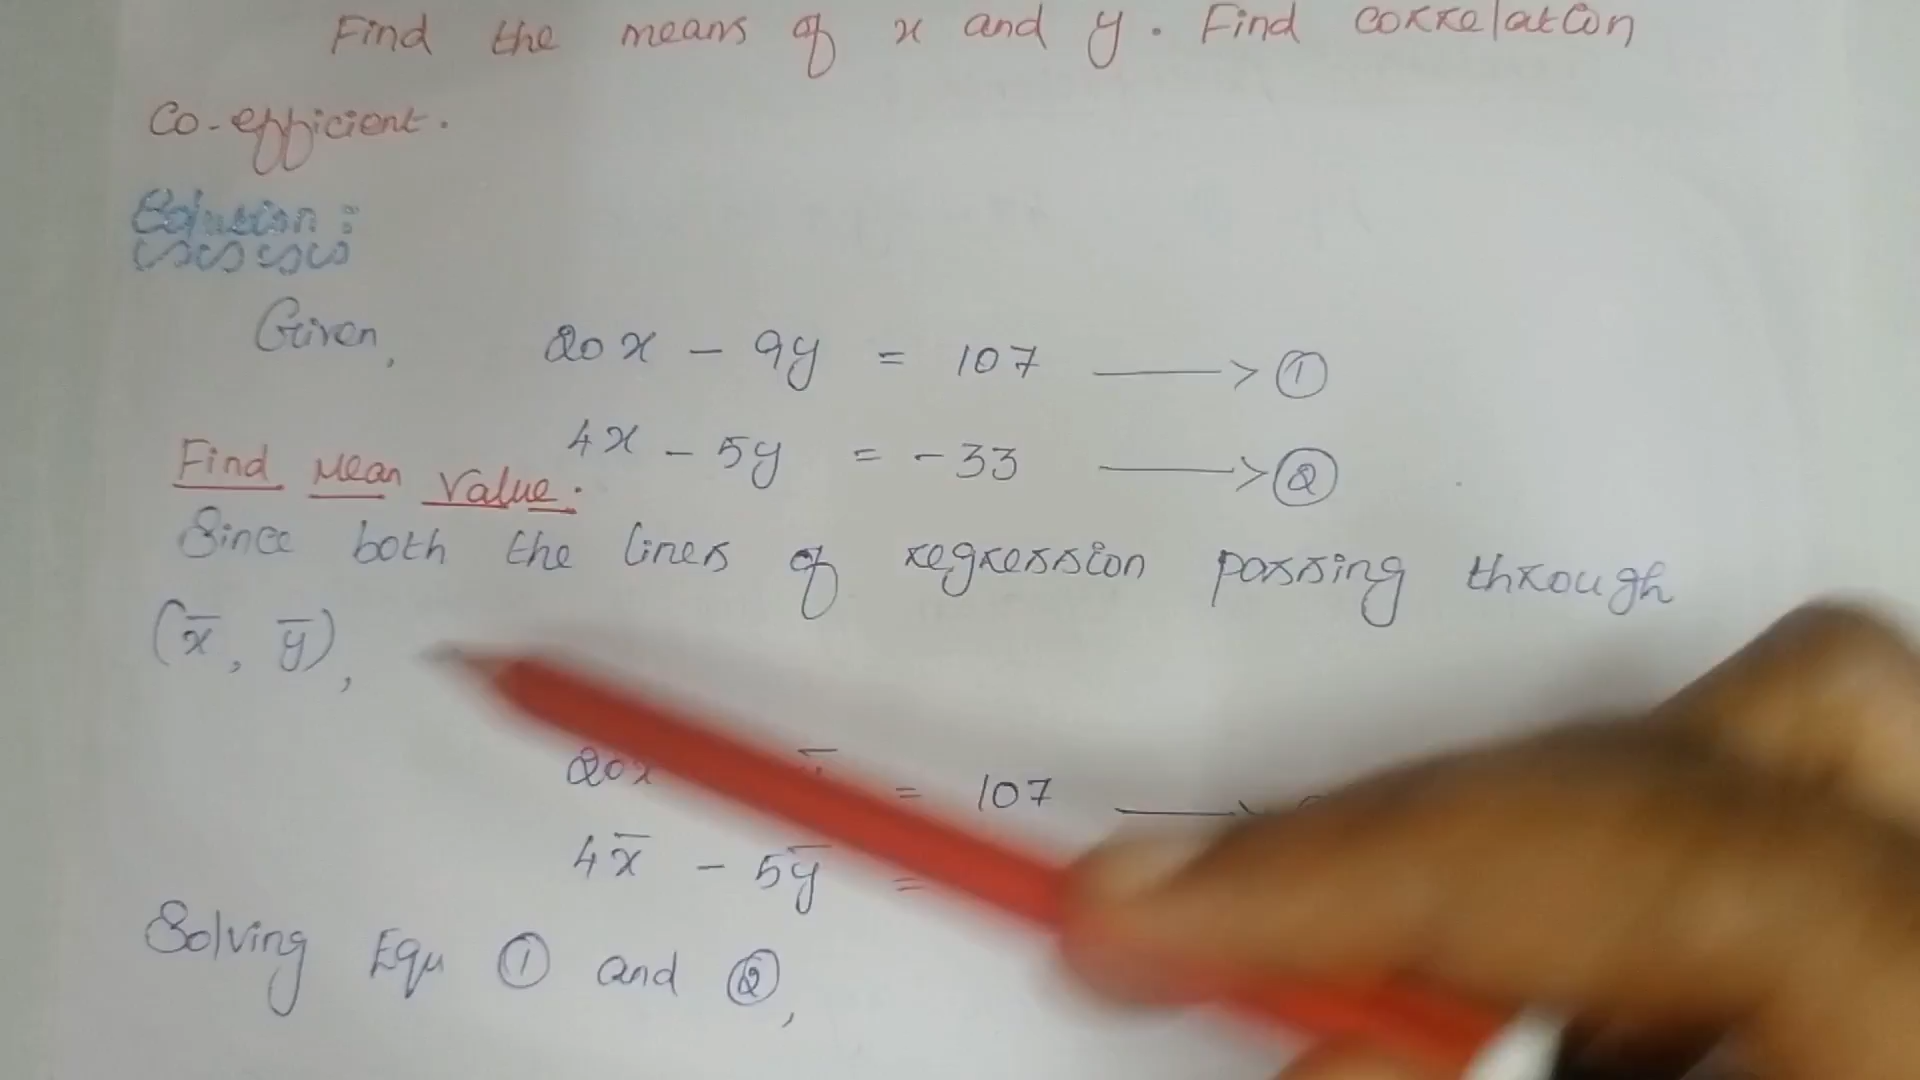 Find the means of x and y. Find correlation
Co-efficient.
Solution:
Given, 20x - 9y = 107 ⟶ ①
4x - 5y = -33 ⟶ ②
Find Mean Value.
Since both the lines of regression passing through
(x̄, ȳ),
20x = 107 ⟶
4x̄ - 5ȳ =
Solving Equ ① and ②,